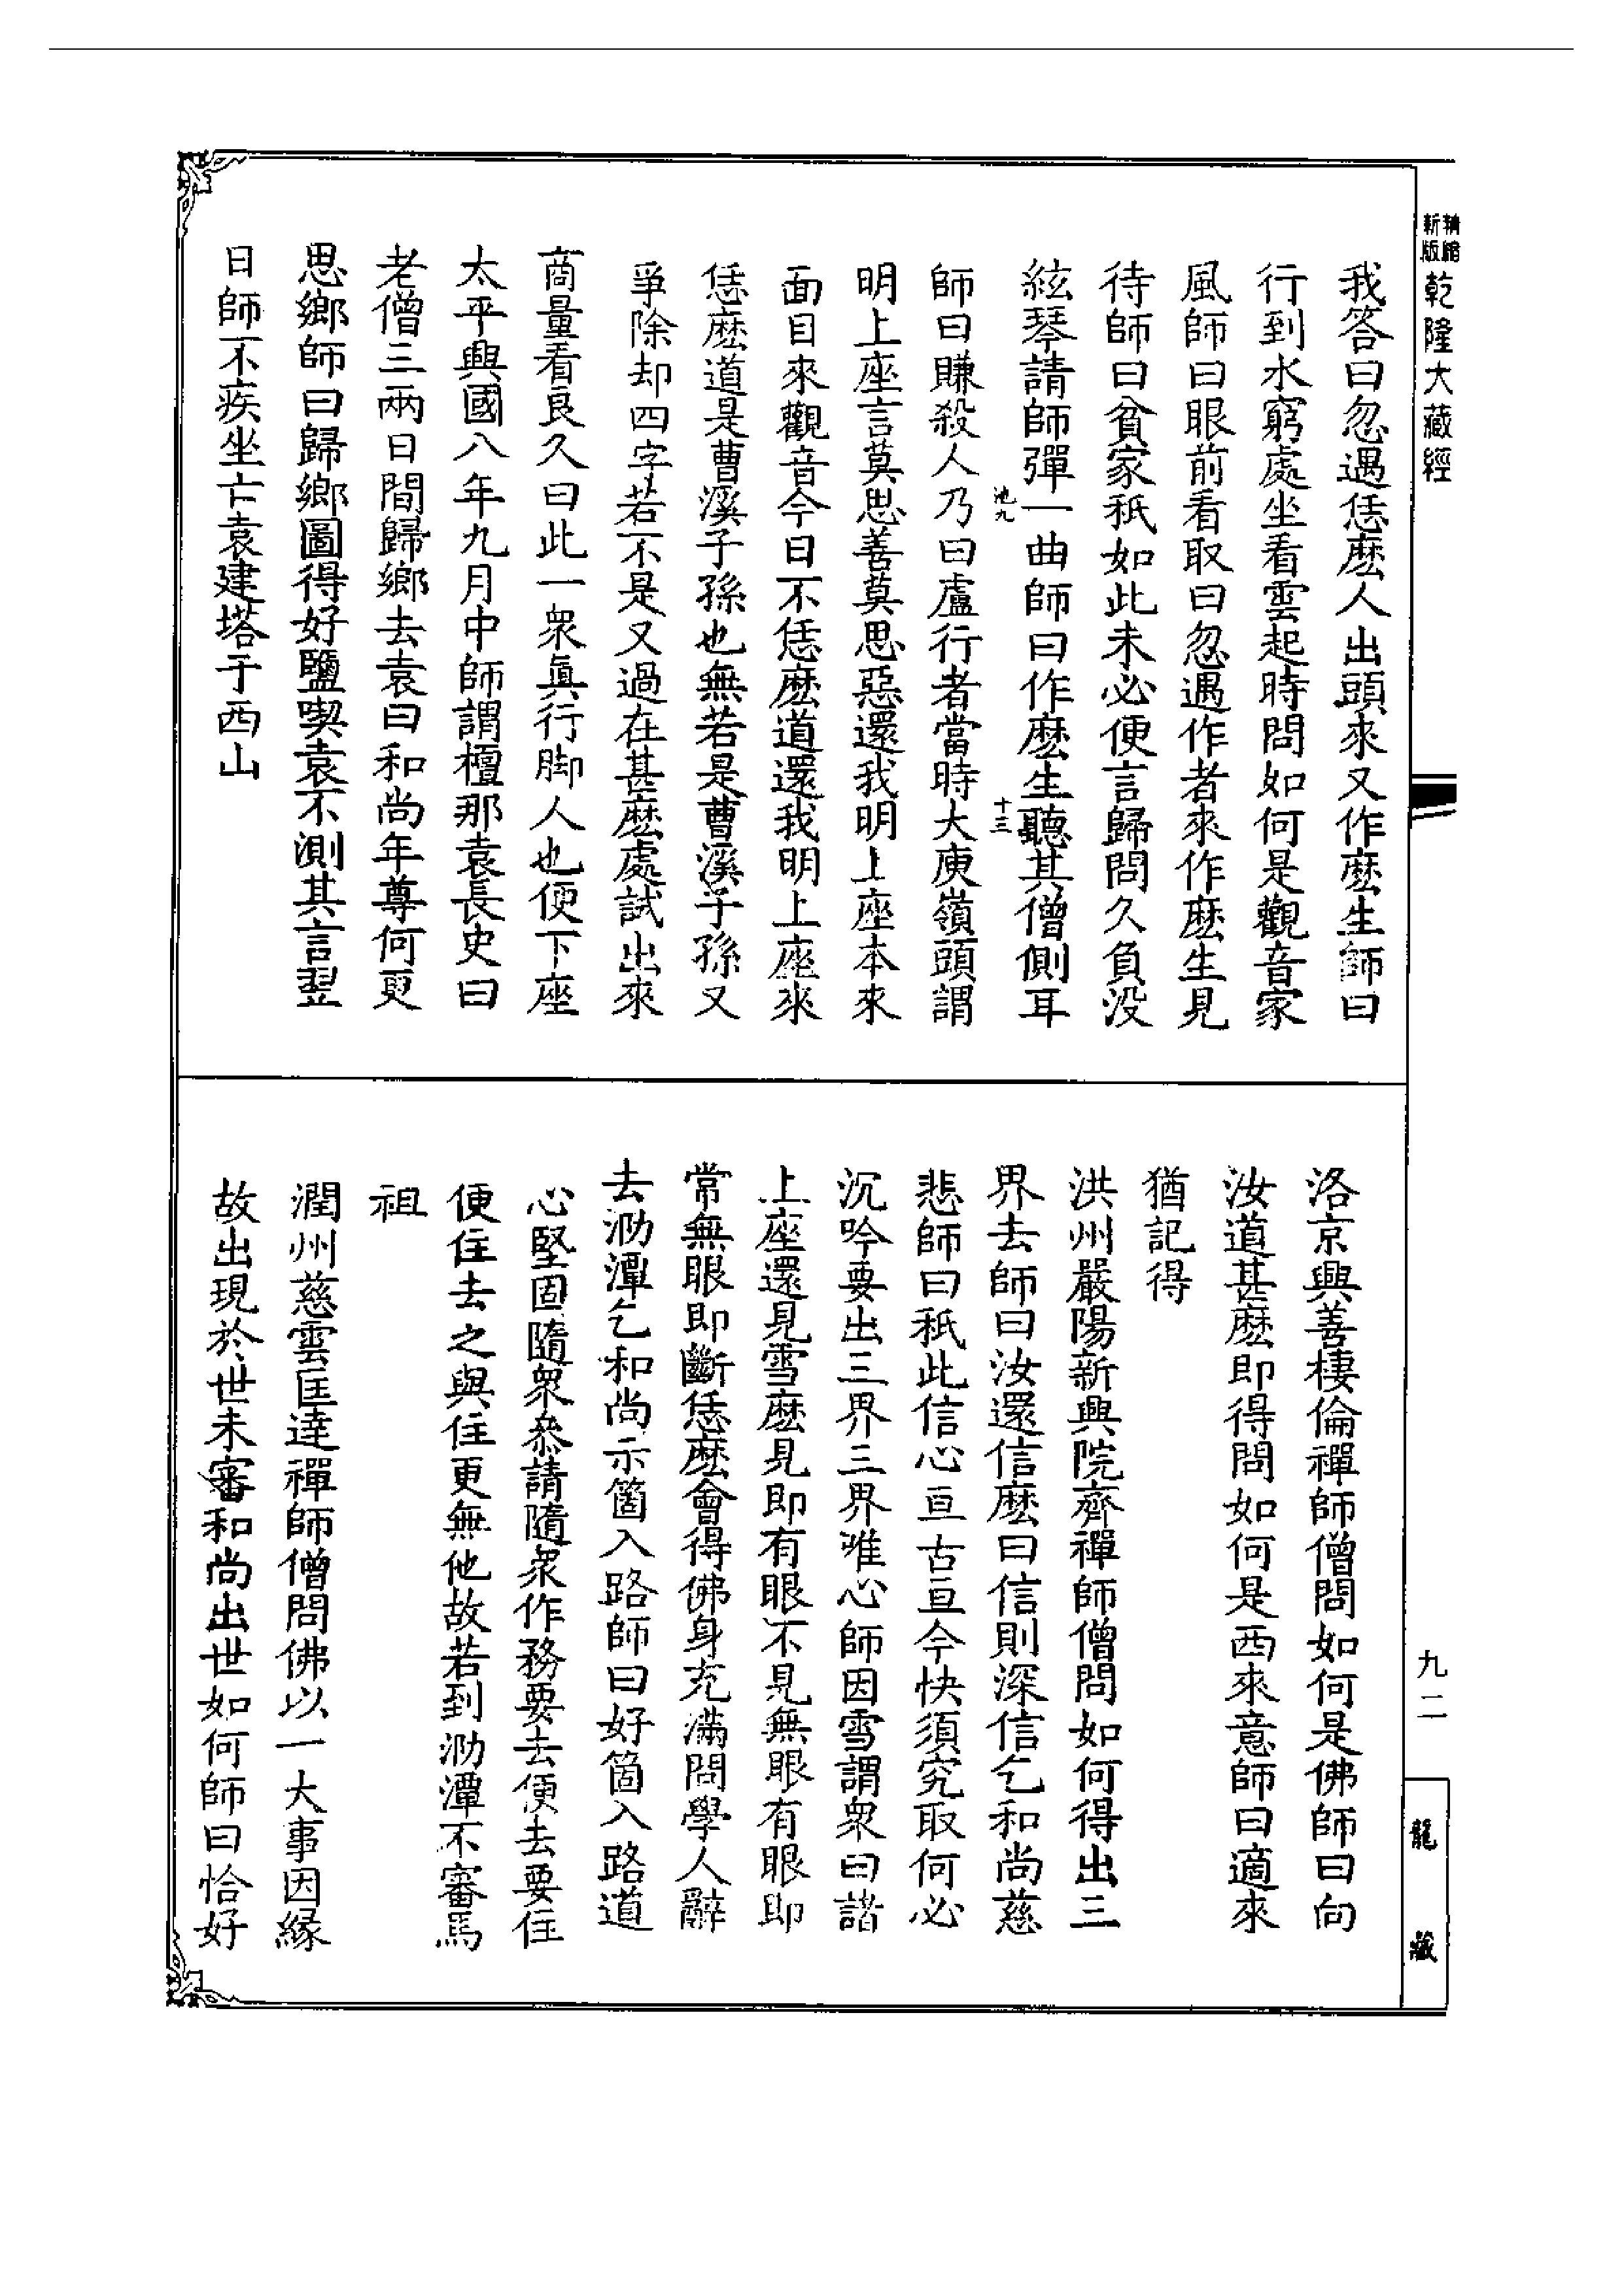 精縮
新版
乾隆大藏經
我答曰忽遇恁麽人出頭來又作麽生師曰
行到水窮處坐看雲起時問如何是觀音家
風師曰眼前看取曰忽遇作者來作麽生見
待師曰貧家秖如此未必便言歸問久負没
絃琴請師彈一曲師曰作麽生聽其僧側耳
池九
十三
師曰賺殺人乃曰盧行者當時大庾嶺頭謂
明上座言莫思善莫思惡還我明上座本來
面目來觀音今日不恁麽道還我明上座來
恁麽道是曹溪子孫也無若是曹溪子孫又
爭除却四字若不是又過在甚麽處試出來
商量看良久曰此一衆眞行脚人也便下座
太平興國八年九月中師謂檀那袁長史曰
老僧三兩日間歸鄉去袁曰和尚年尊何更
思鄉師曰歸鄉圖得好鹽喫袁不測其言翌
日師不疾坐亡袁建塔于西山
洛京興善棲倫禪師僧問如何是佛師曰向
汝道甚麽即得問如何是西來意師曰適來
猶記得
洪州嚴陽新興院齊禪師僧問如何得出三
界去師曰汝還信麽曰信則深信乞和尚慈
悲師曰秖此信心亘古亘今快須究取何必
沉吟要出三界三界唯心師因雪謂衆曰諸
上座還見雪麽見即有眼不見無眼有眼即
常無眼即斷恁麽會得佛身充滿問學人辭
去泐潭乞和尚示箇入路師曰好箇入路道
心堅固隨衆叅請隨衆作務要去便去要住
便住去之與住更無他故若到泐潭不審馬
祖
潤州慈雲匡達禪師僧問佛以一大事因緣
故出現於世未審和尚出世如何師曰恰好
九二
龍藏